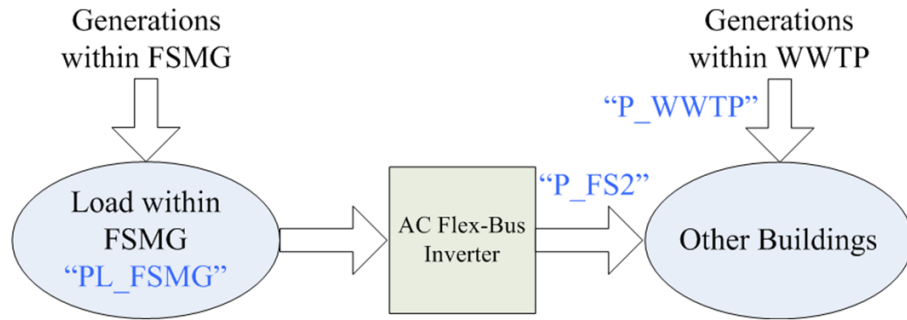 Generations
within FSMG
Generations
within WWTP
“P_WWTP”
“P_FS2”
Load within
FSMG
“PL_FSMG”
AC Flex-Bus
Inverter
Other Buildings